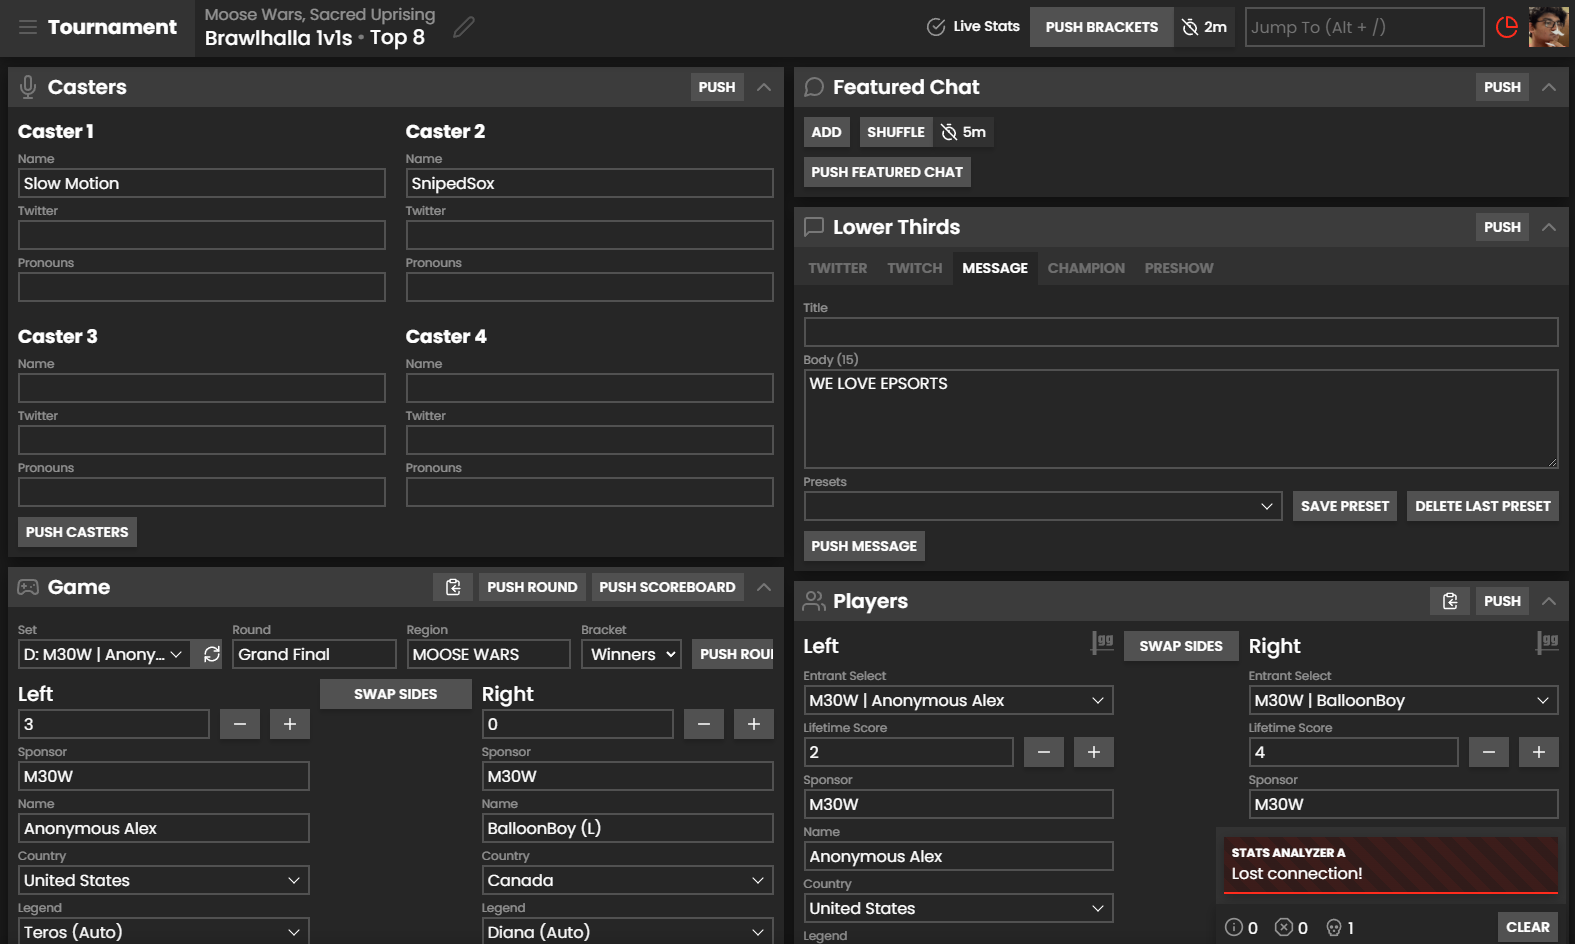 Tournament
Moose Wars, Sacred Uprising
Brawlhalla 1v1s • Top 8
Live Stats
PUSH BRACKETS
2m
Jump To (Alt + /)
Casters
PUSH
Caster 1
Caster 2
Name
Name
Slow Motion
SnipedSox
Twitter
Twitter
Pronouns
Pronouns
Caster 3
Caster 4
Name
Name
Twitter
Twitter
Pronouns
Pronouns
PUSH CASTERS
Game
PUSH ROUND
PUSH SCOREBOARD
Set
Round
Region
Bracket
D: M30W | Anony...
Grand Final
MOOSE WARS
Winners
PUSH ROU
Left
SWAP SIDES
Right
3
0
Sponsor
Sponsor
M30W
M30W
Name
Name
Anonymous Alex
BalloonBoy (L)
Country
Country
United States
Canada
Legend
Legend
Teros (Auto)
Diana (Auto)
Featured Chat
PUSH
ADD
SHUFFLE
5m
PUSH FEATURED CHAT
Lower Thirds
PUSH
TWITTER
TWITCH
MESSAGE
CHAMPION
PRESHOW
Title
Body (15)
WE LOVE EPSORTS
Presets
SAVE PRESET
DELETE LAST PRESET
PUSH MESSAGE
Players
PUSH
Left
gg
SWAP SIDES
Right
gg
Entrant Select
Entrant Select
M30W | Anonymous Alex
M30W | BalloonBoy
Lifetime Score
Lifetime Score
2
4
Sponsor
Sponsor
M30W
M30W
Name
Anonymous Alex
Country
United States
Legend
STATS ANALYZER A
Lost connection!
0
0
1
CLEAR